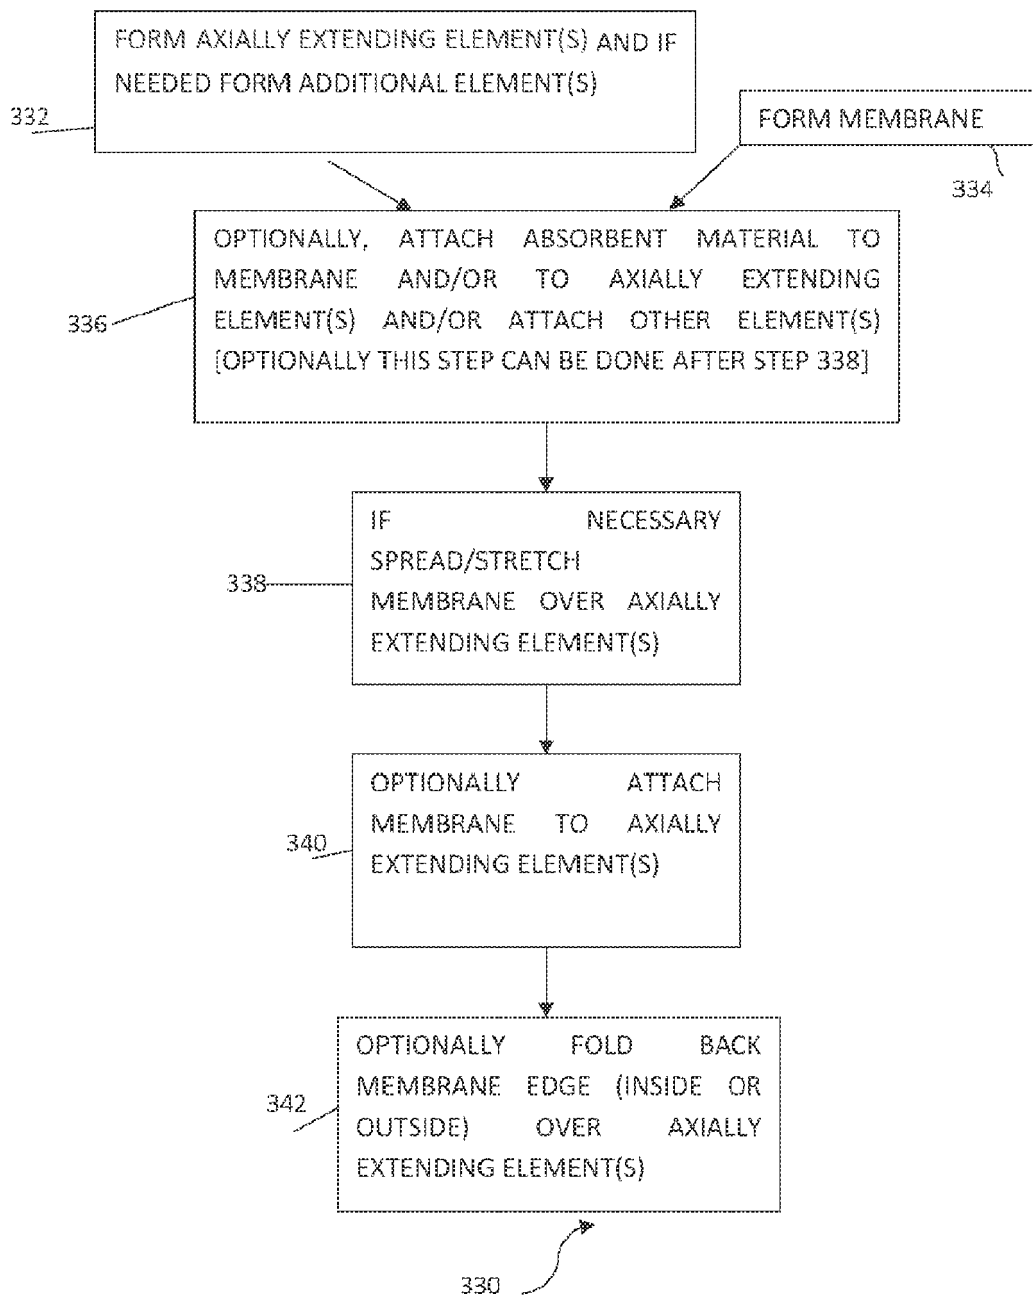 FORM AXIALLY EXTENDING ELEMENT(S) AND IF
NEEDED FORM ADDITIONAL ELEMENT(S)
332
FORM MEMBRANE
334
OPTIONALLY, ATTACH ABSORBENT MATERIAL TO
MEMBRANE AND/OR TO AXIALLY EXTENDING
ELEMENT(S) AND/OR ATTACH OTHER ELEMENT(S)
[OPTIONALLY THIS STEP CAN BE DONE AFTER STEP 338]
336
IF NECESSARY
SPREAD/STRETCH
MEMBRANE OVER AXIALLY
EXTENDING ELEMENT(S)
338
OPTIONALLY ATTACH
MEMBRANE TO AXIALLY
EXTENDING ELEMENT(S)
340
OPTIONALLY FOLD BACK
MEMBRANE EDGE (INSIDE OR
OUTSIDE) OVER AXIALLY
EXTENDING ELEMENT(S)
342
330